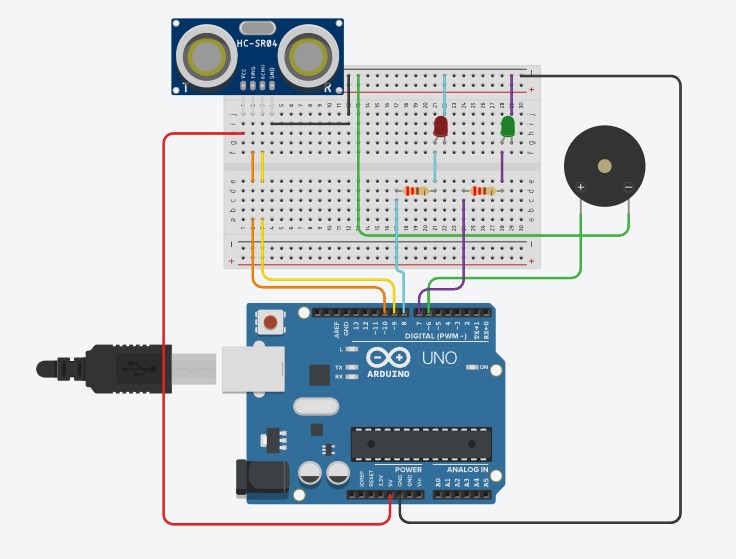 HC-SR04
VCC
TRIG
ECHO
GND
T
R
AREF
GND
13
12
~11
~10
~9
8
7
~6
~5
4
~3
2
TX→1
RX←0
DIGITAL (PWM~)
L
TX
RX
UNO
ARDUINO
ON
POWER
ANALOG IN
IOREF
RESET
3.3V
5V
GND
GND
Vin
A0
A1
A2
A3
A4
A5